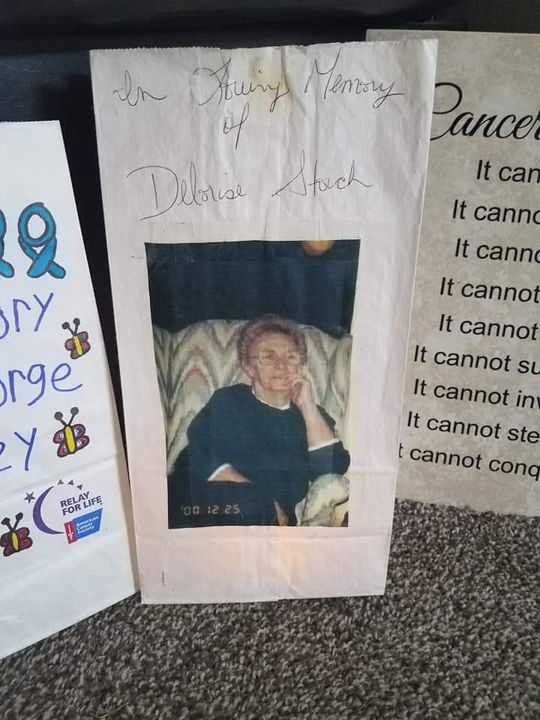 In Loving Memory
of
Delorise Stach
'00 12 25
ory
orge
ey
RELAY
FOR LIFE
American
Cancer
Society
Cancer
It can
It canno
It canno
It cannot
It cannot
It cannot su
It cannot inv
It cannot ste
t cannot conq